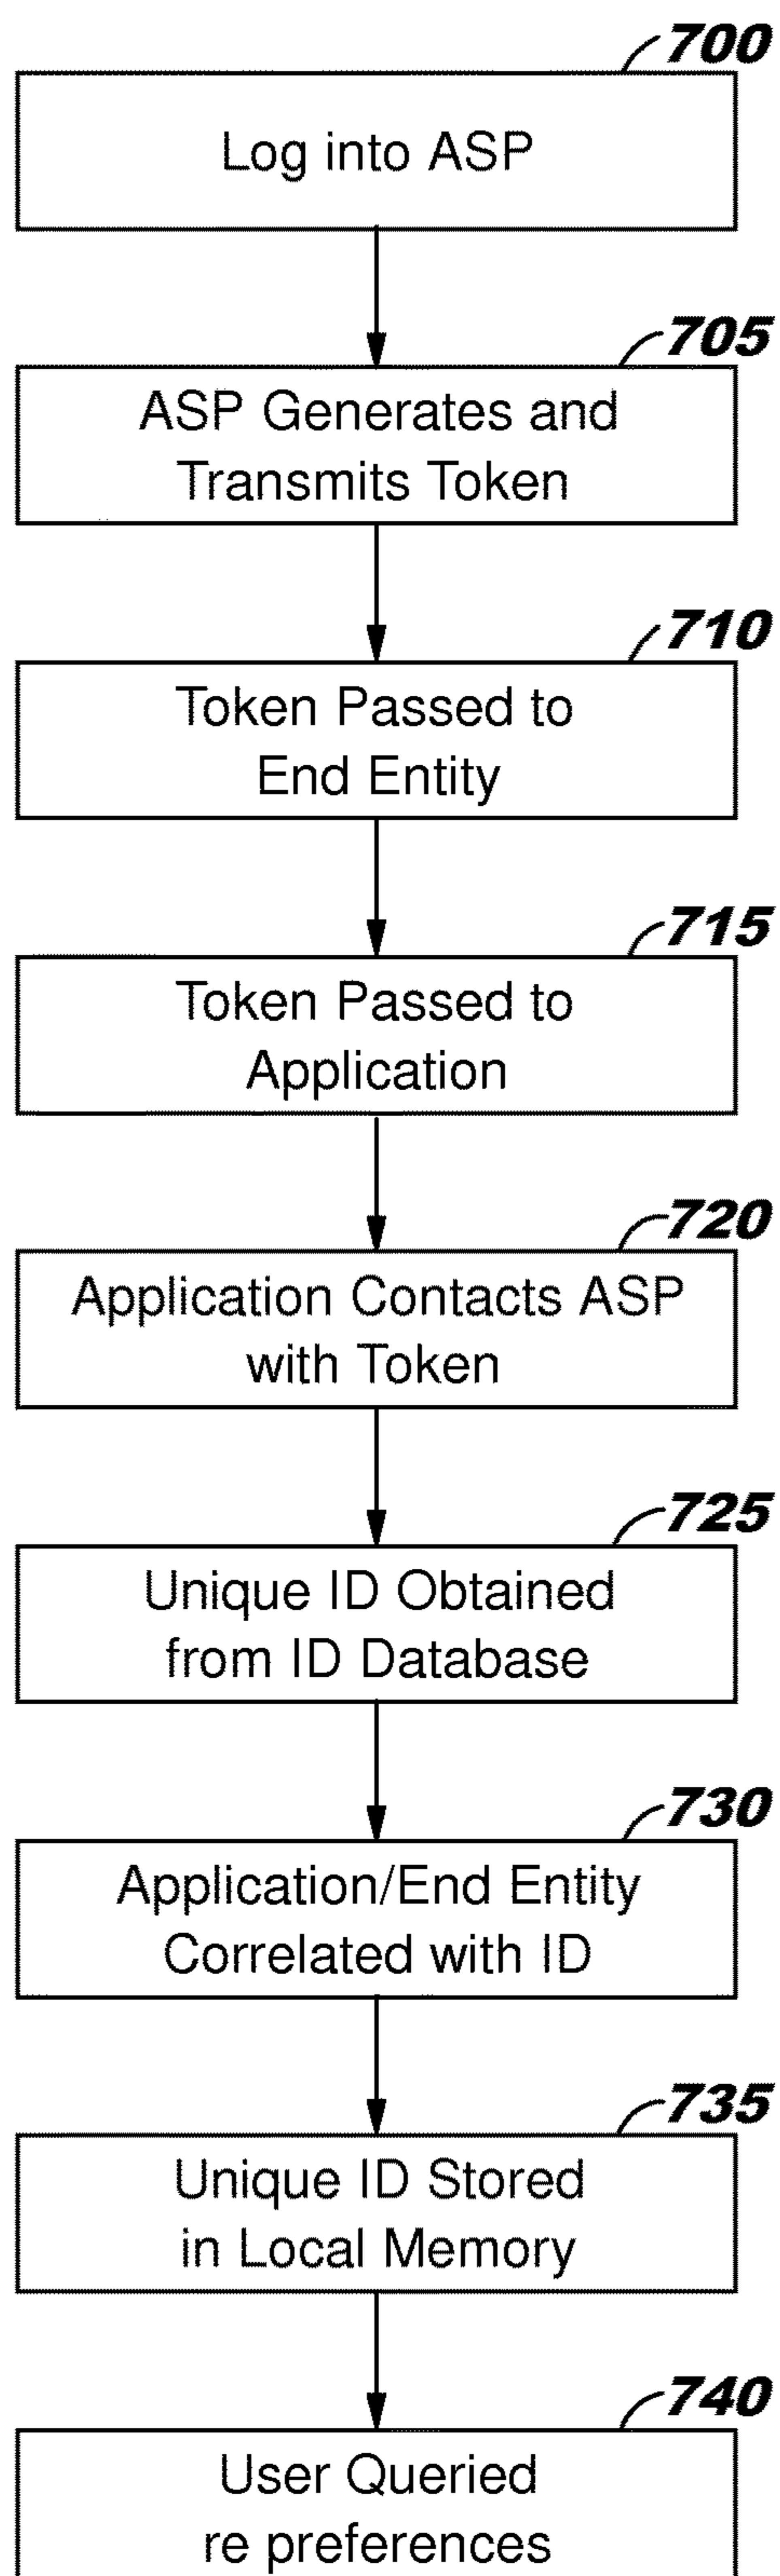 700
Log into ASP
705
ASP Generates and
Transmits Token
710
Token Passed to
End Entity
715
Token Passed to
Application
720
Application Contacts ASP
with Token
725
Unique ID Obtained
from ID Database
730
Application/End Entity
Correlated with ID
735
Unique ID Stored
in Local Memory
740
User Queried
re preferences